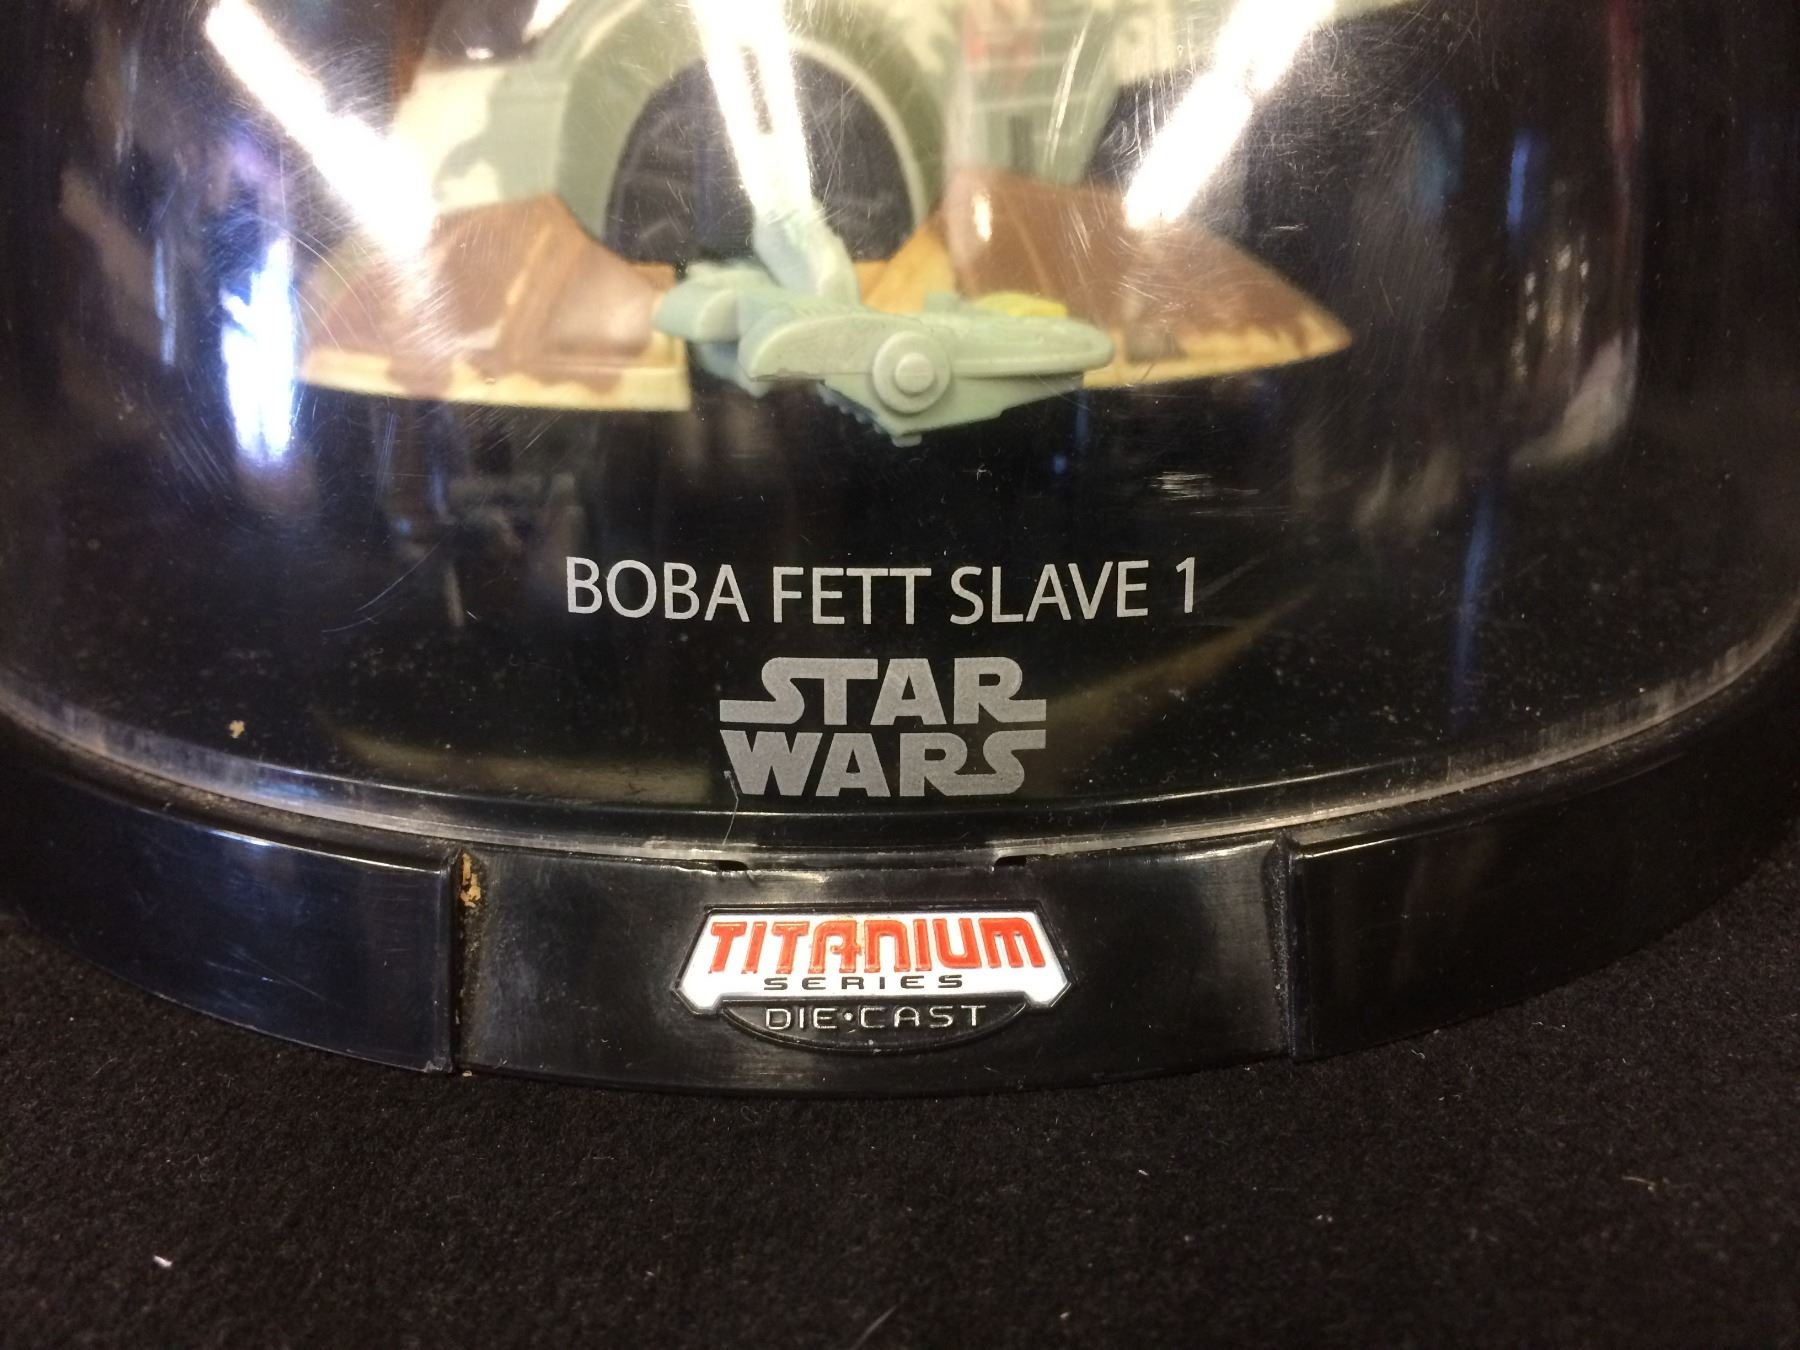 BOBA FETT SLAVE 1
STAR
WARS
TITANIUM
SERIES
DIE·CAST